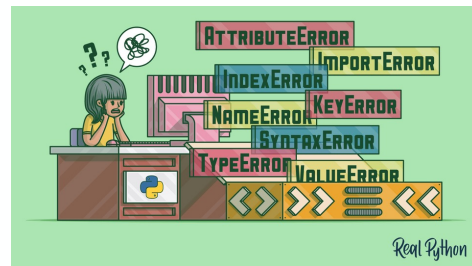 ATTRIBUTEERROR
IMPORTERROR
INDEXERROR
KEYERROR
NAMEERROR
SYNTAXERROR
TYPEERROR
VALUEERROR
???
Real Python